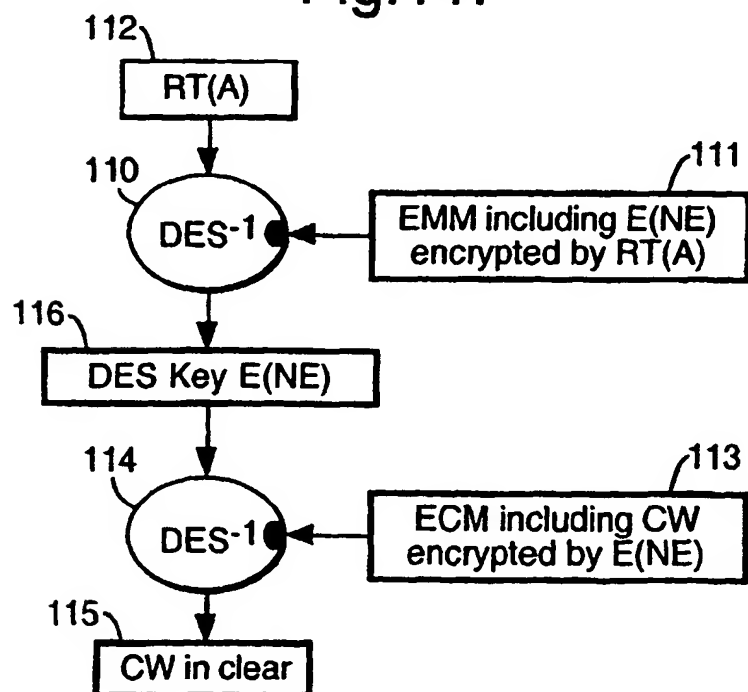 112
RT(A)
110
DES-1
111
EMM including E(NE)
encrypted by RT(A)
116
DES Key E(NE)
114
DES-1
113
ECM including CW
encrypted by E(NE)
115
CW in clear